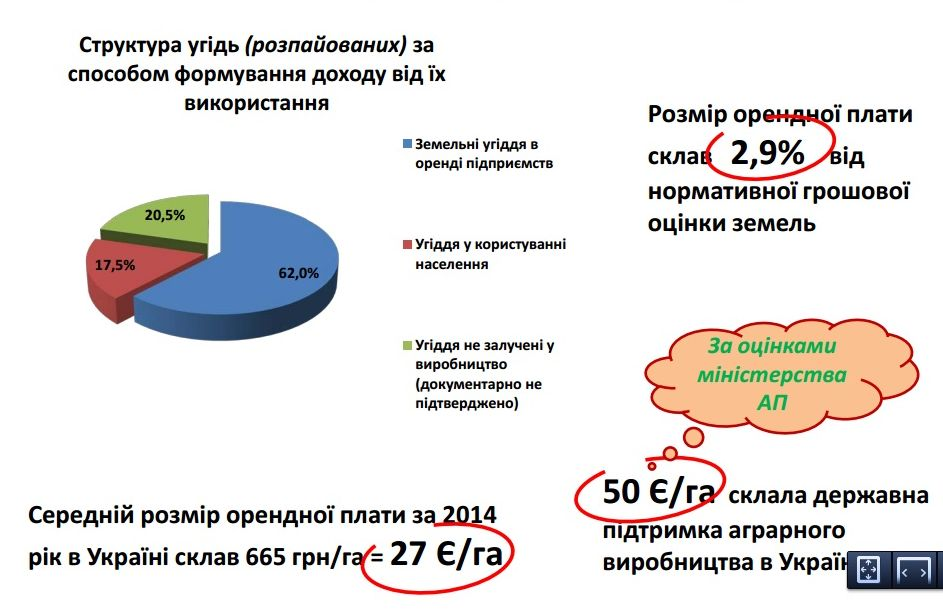 Структура угідь (розпайованих) за
способом формування доходу від їх
використання
Земельні угіддя в
оренді підприємств
Угіддя у користуванні
населення
Угіддя не залучені у
виробництво
(документарно не
підтверджено)
20,5%
17,5%
62,0%
Розмір орендної плати
склав 2,9% від
нормативної грошової
оцінки земель
За оцінками
міністерства
АП
50 Є/га склала державна
підтримка аграрного
виробництва в Україн
Середній розмір орендної плати за 2014
рік в Україні склав 665 грн/га = 27 Є/га